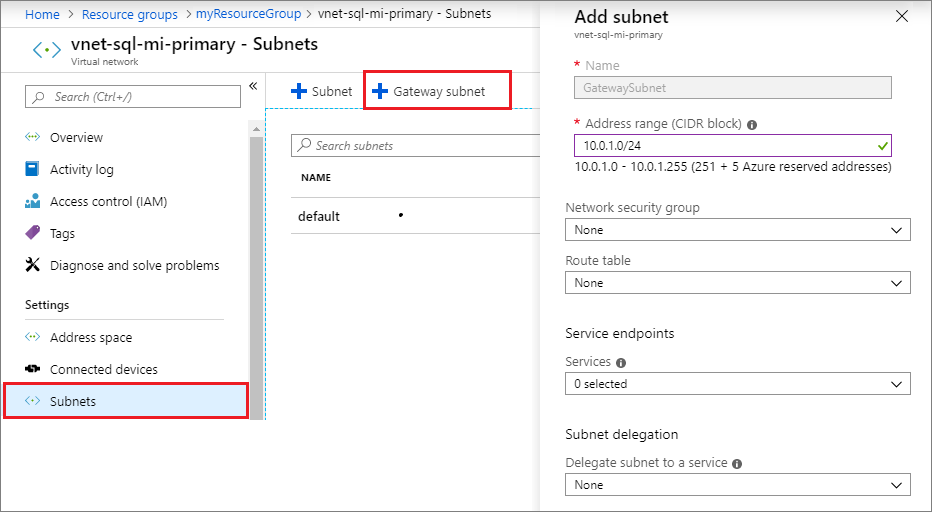 Home > Resource groups > myResourceGroup > vnet-sql-mi-primary - Subnets
vnet-sql-mi-primary - Subnets
Virtual network
Search (Ctrl+/)
«
Overview
Activity log
Access control (IAM)
Tags
Diagnose and solve problems
Settings
Address space
Connected devices
Subnets
+ Subnet
+ Gateway subnet
Search subnets
NAME
default
Add subnet
vnet-sql-mi-primary
* Name
GatewaySubnet
* Address range (CIDR block)
10.0.1.0/24
10.0.1.0 - 10.0.1.255 (251 + 5 Azure reserved addresses)
Network security group
None
Route table
None
Service endpoints
Services
0 selected
Subnet delegation
Delegate subnet to a service
None